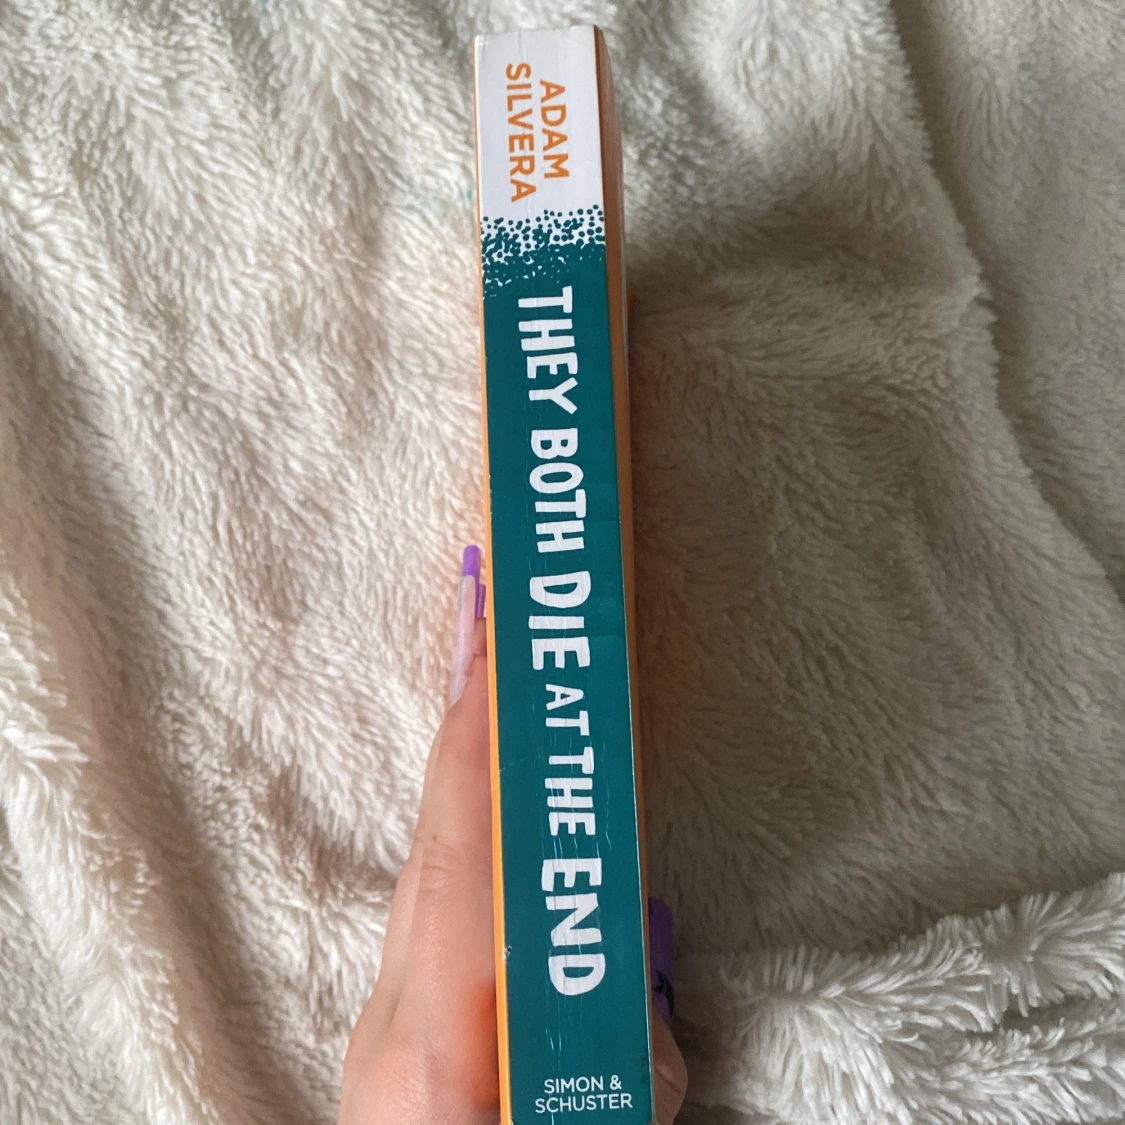 ADAM
SILVERA
THEY BOTH DIE AT THE END
SIMON &
SCHUSTER